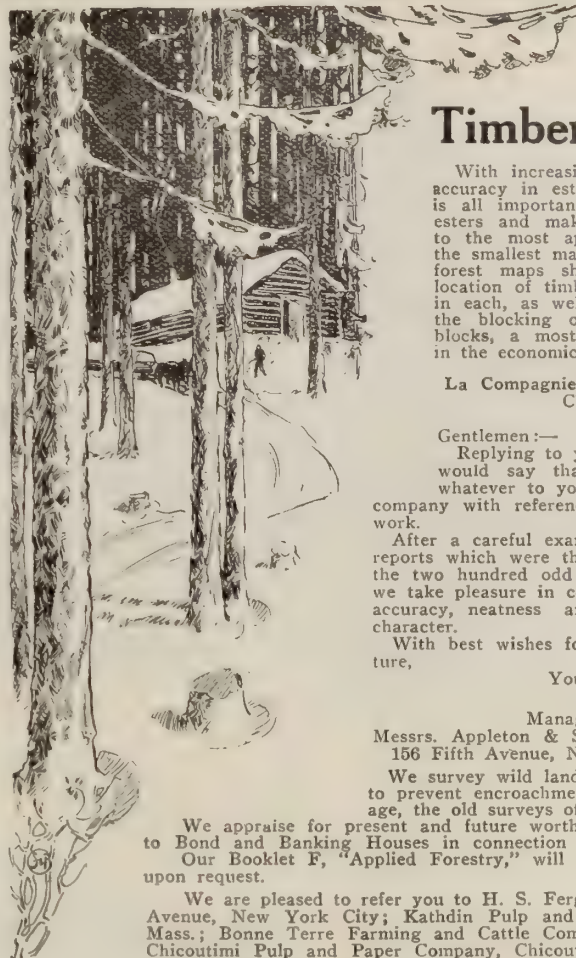 Timber
With increasi
accuracy in est
is all importan
esters and mak
to the most ap
the smallest ma
forest maps sh
location of timb
in each, as we
the blocking o
blocks, a most
in the economic
La Compagnie
C
Gentlemen:—
Replying to y
would say tha
whatever to yo
company with referenc
work.
After a careful exa
reports which were th
the two hundred odd
we take pleasure in c
accuracy, neatness a
character.
With best wishes fo
ture,
You
Manag
Messrs. Appleton & S
156 Fifth Avenue, N
We survey wild land
to prevent encroachme
age, the old surveys of
We appraise for present and future worth
to Bond and Banking Houses in connection
Our Booklet F, "Applied Forestry," will
upon request.
We are pleased to refer you to H. S. Ferg
Avenue, New York City; Kathdin Pulp and
Mass.; Bonne Terre Farming and Cattle Com
Chicoutimi Pulp and Paper Company, Chicout